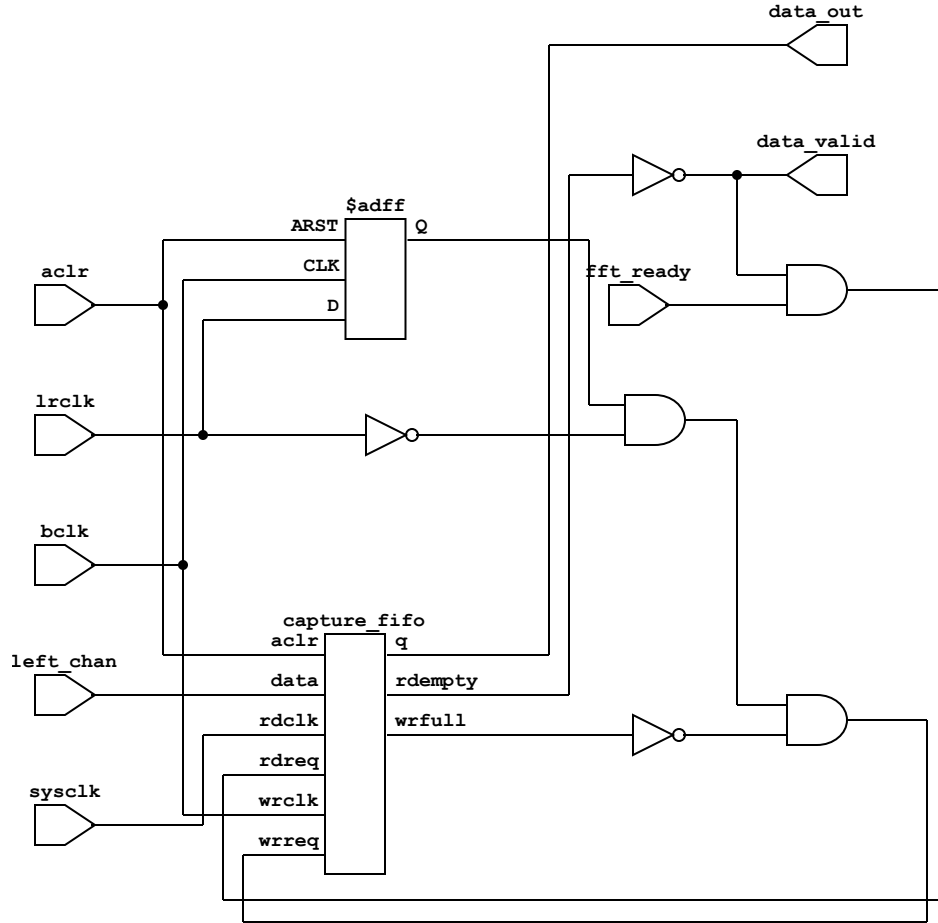 data_out
data_valid
$adff
ARST
Q
CLK
D
aclr
fft_ready
lrclk
bclk
capture_fifo
aclr
q
left_chan
data
rdempty
rdclk
wrfull
rdreq
sysclk
wrclk
wrreq